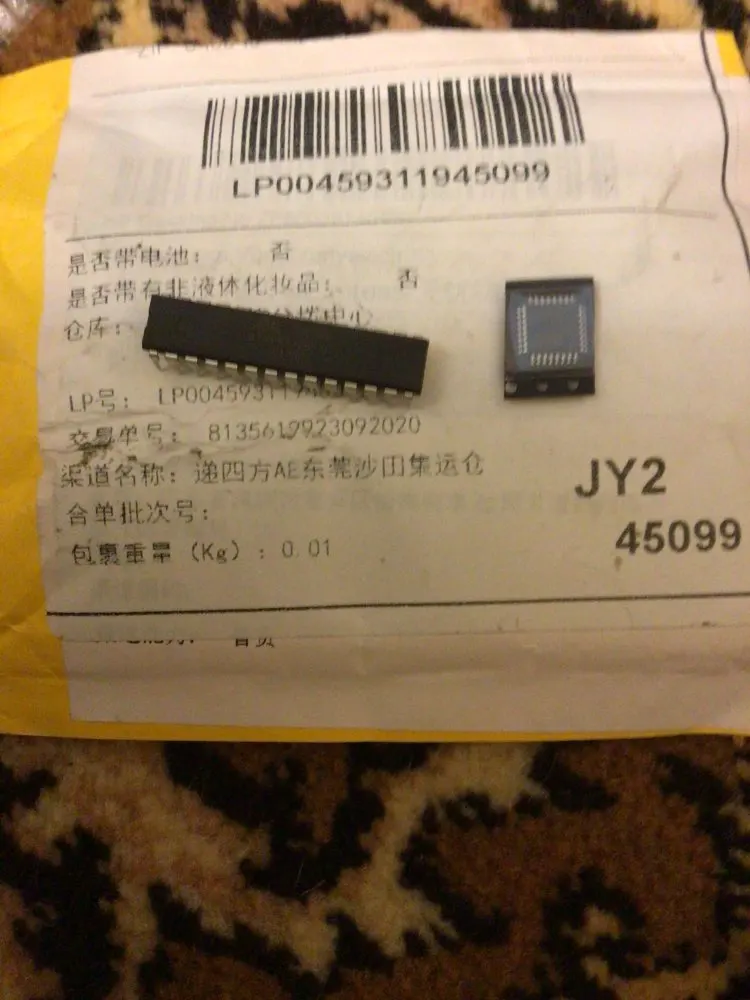 LP00459311945099
是否带电池： 否
是否带有非液体化妆品： 否
仓库：
LP号： LP004593117
交易单号： 8135619923092020
渠道名称：递四方AE东莞沙田集运仓
JY2
合单批次号：
45099
包裹重量（Kg）：0.01